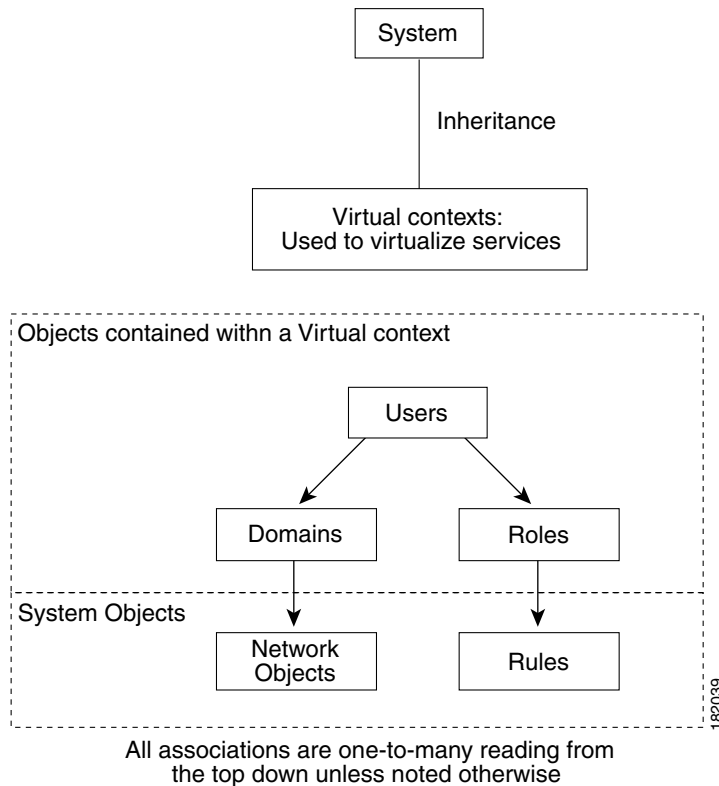 System
Inheritance
Virtual contexts:
Used to virtualize services
Objects contained withn a Virtual context
Users
Domains
Roles
System Objects
Network
Objects
Rules
182039
All associations are one-to-many reading from
the top down unless noted otherwise